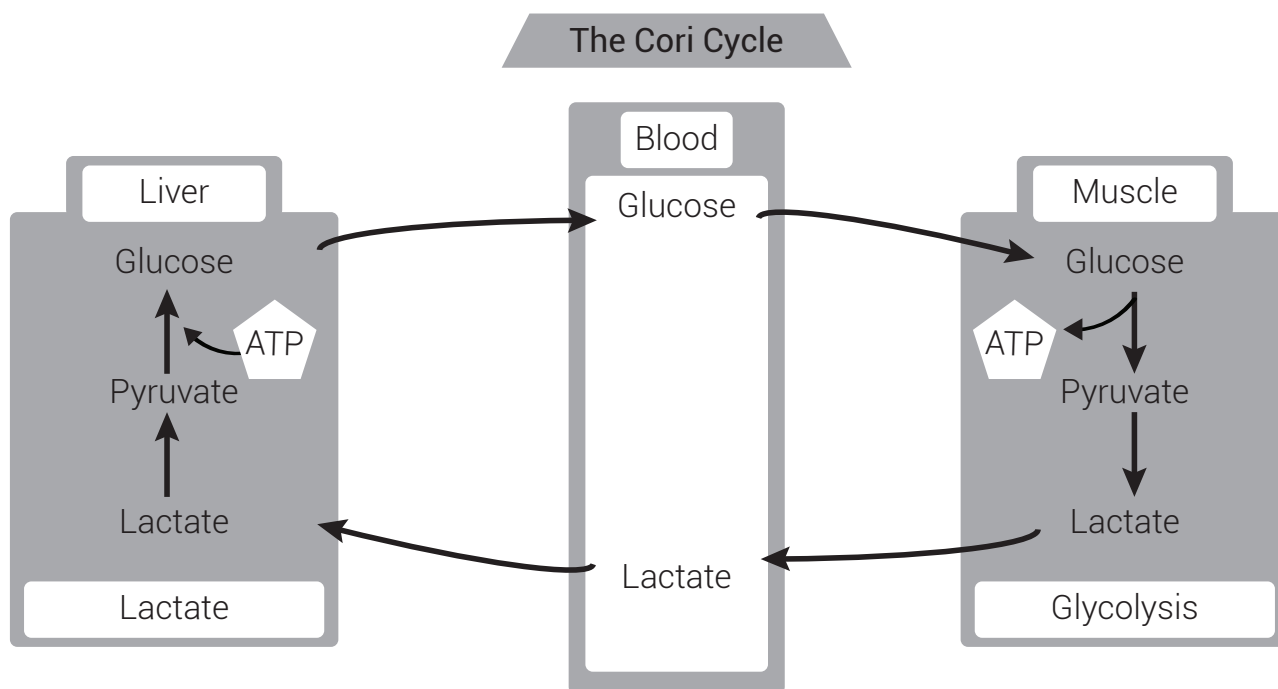 The Cori Cycle
Blood
Liver
Muscle
Glucose
Glucose
Glucose
ATP
ATP
Pyruvate
Pyruvate
Lactate
Lactate
Lactate
Lactate
Glycolysis